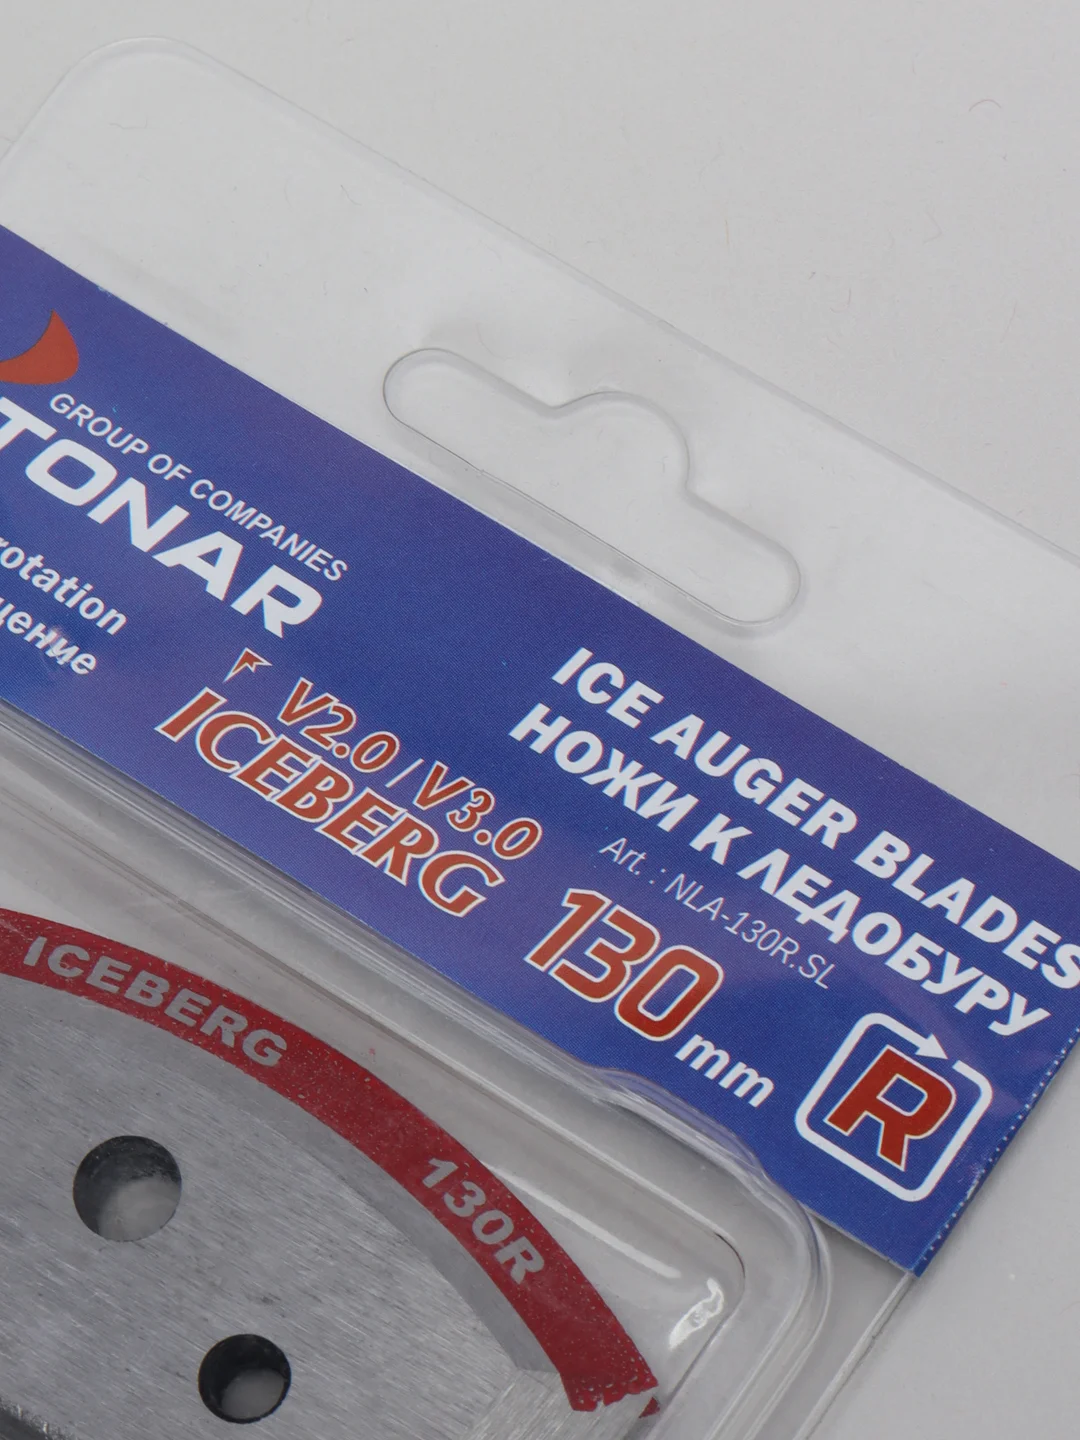 GROUP OF COMPANIES
TONAR
rotation
V2.0 / V3.0
ICEBERG
ICE AUGER BLADES
НОЖИ К ЛЕДОБУРУ
Art. : NLA-130R.SL
130 mm
R
ICEBERG
130R